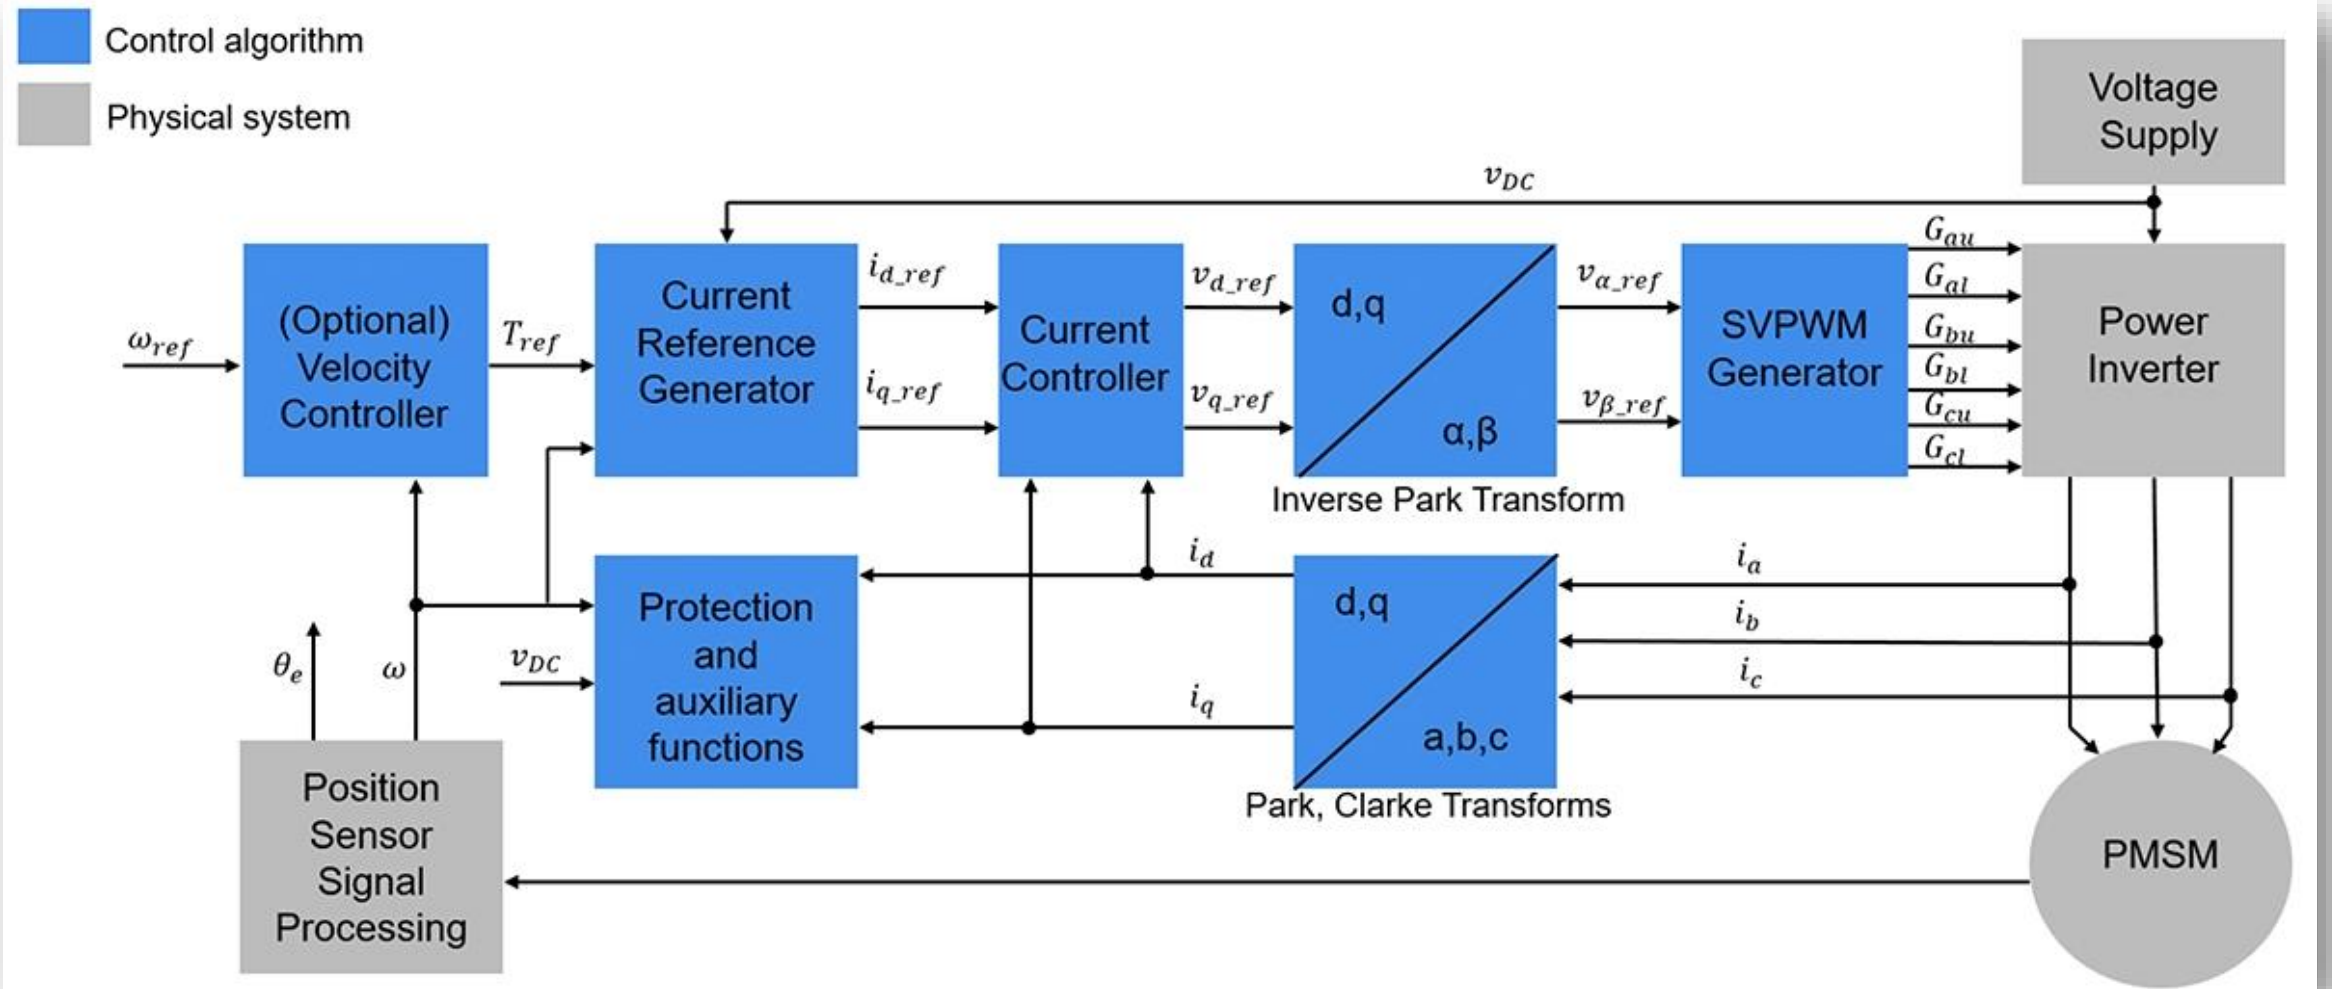 Control algorithm
Physical system
Voltage
Supply
v_DC
ω_ref
(Optional)
Velocity
Controller
T_ref
Current
Reference
Generator
i_d_ref
i_q_ref
Current
Controller
v_d_ref
v_q_ref
d,q
α,β
Inverse Park Transform
v_α_ref
v_β_ref
SVPWM
Generator
G_au
G_al
G_bu
G_bl
G_cu
G_cl
Power
Inverter
θ_e
ω
v_DC
Protection
and
auxiliary
functions
i_d
i_q
d,q
a,b,c
Park, Clarke Transforms
i_a
i_b
i_c
Position
Sensor
Signal
Processing
PMSM